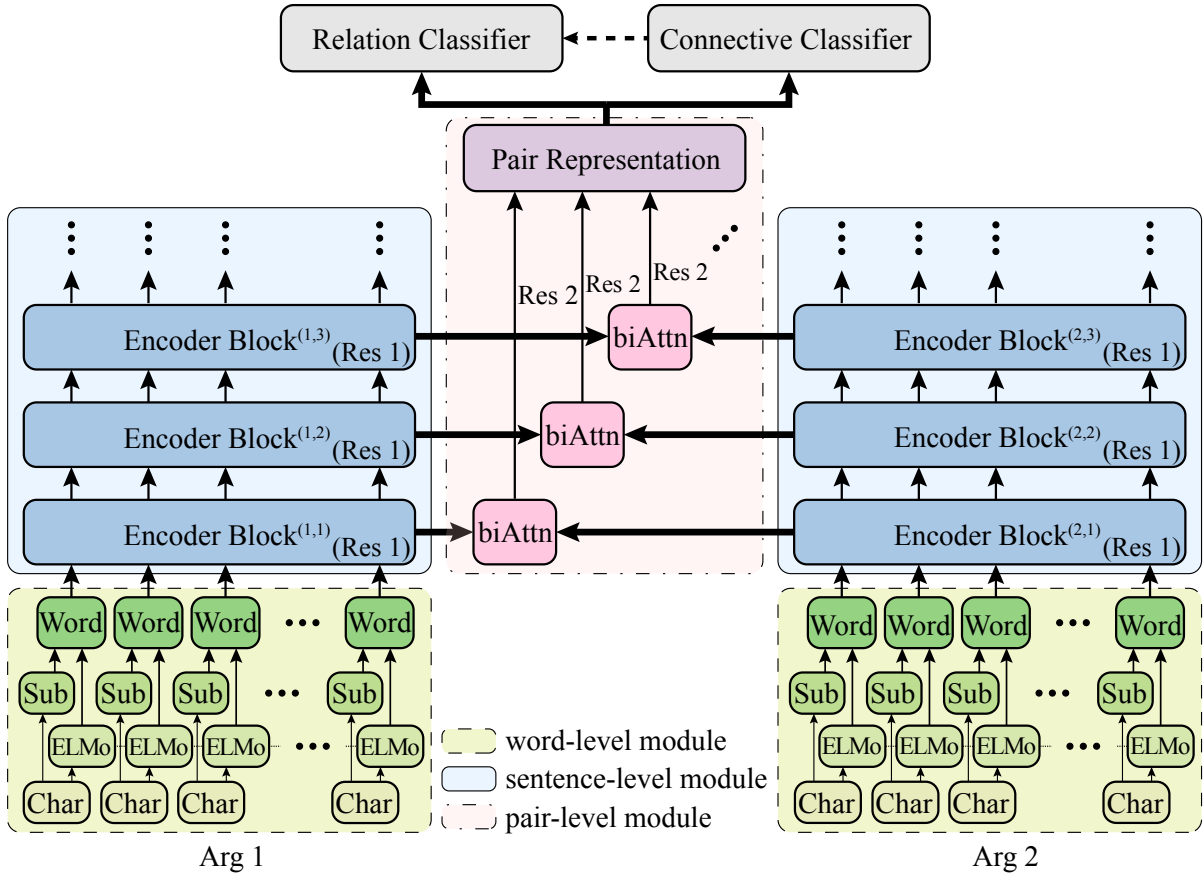 Relation Classifier
Connective Classifier
Pair Representation
Res 2 Res 2 Res 2
Encoder Block(1,3)(Res 1)
biAttn
Encoder Block(2,3)(Res 1)
Encoder Block(1,2)(Res 1)
biAttn
Encoder Block(2,2)(Res 1)
Encoder Block(1,1)(Res 1)
biAttn
Encoder Block(2,1)(Res 1)
Word Word Word ••• Word
Word Word Word ••• Word
Sub Sub Sub ••• Sub
Sub Sub Sub ••• Sub
ELMo ELMo ELMo ••• ELMo
ELMo ELMo ELMo ••• ELMo
Char Char Char Char
Char Char Char Char
word-level module
sentence-level module
pair-level module
Arg 1
Arg 2